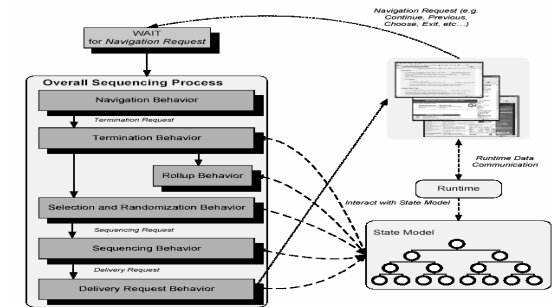 Navigation Request (e.g.
Continue, Previous,
Choose, Exit, etc…)
WAIT
for Navigation Request
Overall Sequencing Process
Navigation Behavior
Termination Request
Termination Behavior
Rollup Behavior
Selection and Randomization Behavior
Sequencing Request
Sequencing Behavior
Delivery Request
Delivery Request Behavior
Runtime Data
Communication
Runtime
Interact with State Model
State Model